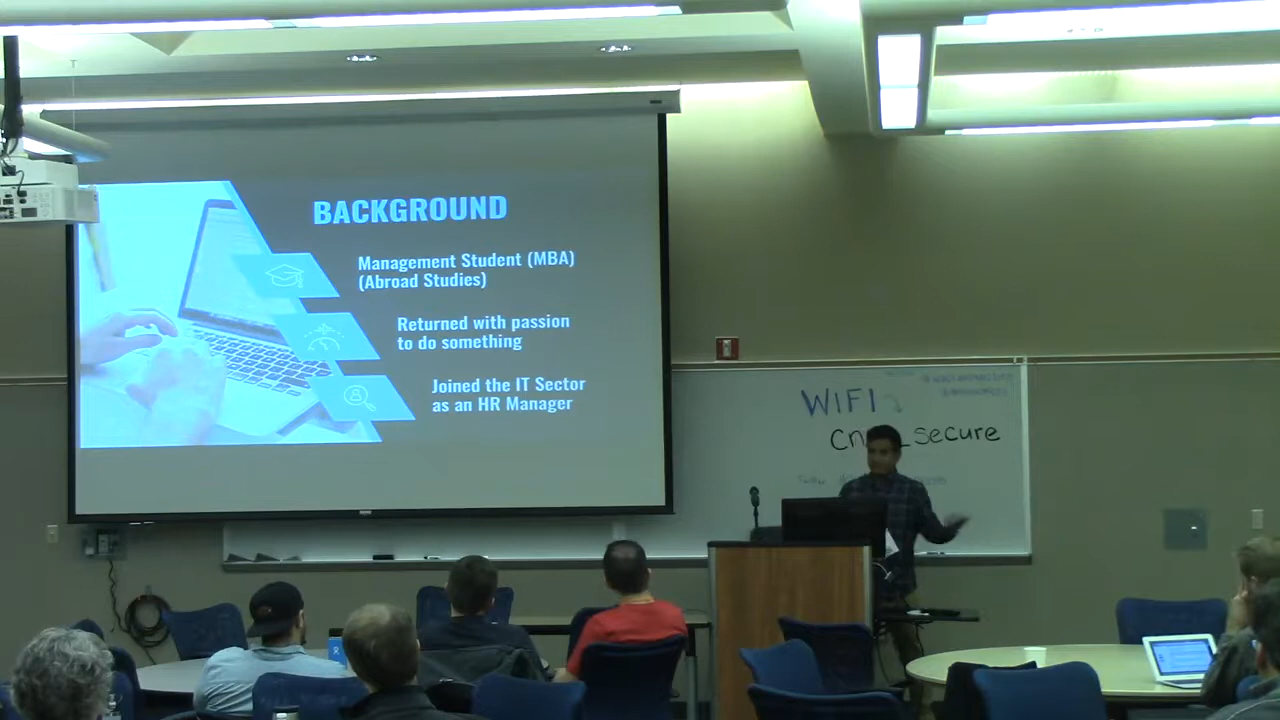 BACKGROUND
Management Student (MBA)
(Abroad Studies)
Returned with passion
to do something
Joined the IT Sector
as an HR Manager
WIFI
secure
Twitter